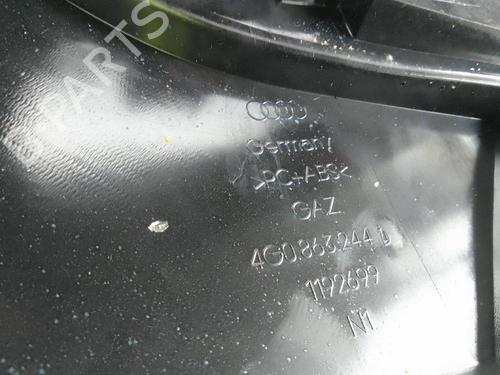 PARTS
Germany
>PC+ABS<
GAZ
4G0.863.244
1192699
N1